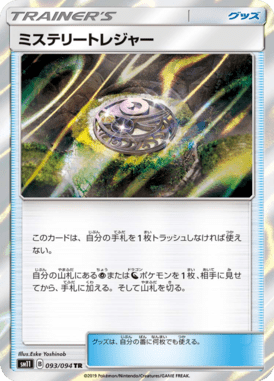 TRAINER'S
グッズ
ミステリートレジャー
このカードは、自分の手札を1枚トラッシュしなければ使えない。
自分の山札にある または ポケモンを1枚、相手に見せてから、手札に加える。そして山札を切る。
Illus.Eske Yoshinob
グッズは、自分の番に何枚でも使える。
sm11 093/094 TR
©2019 Pokémon/Nintendo/Creatures/GAME FREAK.